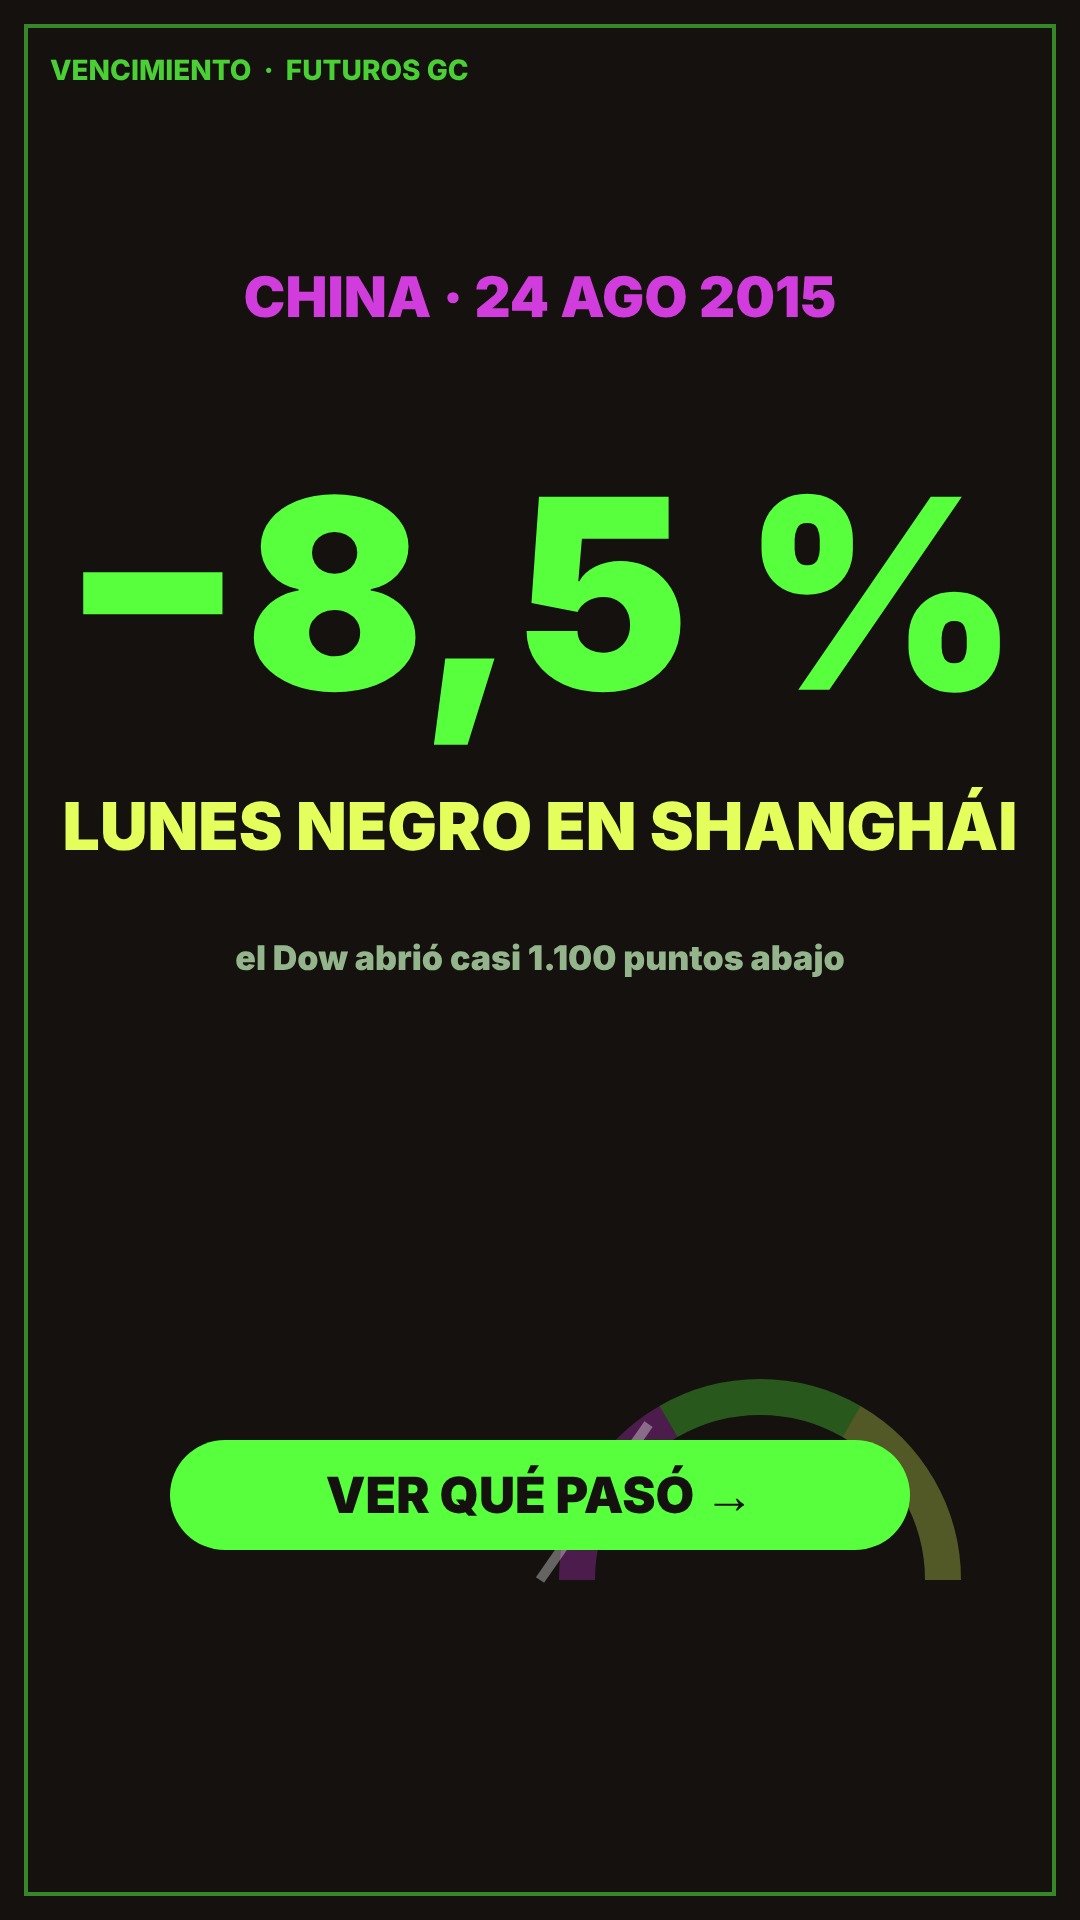 VENCIMIENTO · FUTUROS GC
CHINA · 24 AGO 2015
−8,5 %
LUNES NEGRO EN SHANGHÁI
el Dow abrió casi 1.100 puntos abajo
VER QUÉ PASÓ →